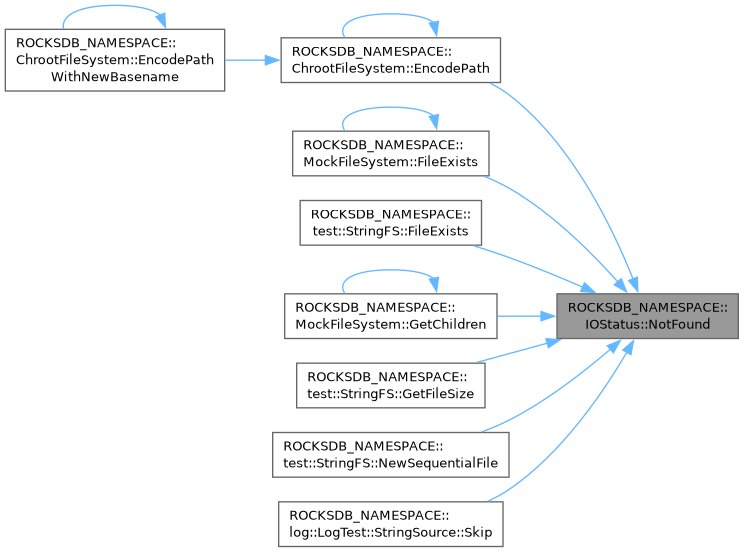 ROCKSDB_NAMESPACE::
ChrootFileSystem::EncodePath
WithNewBasename
ROCKSDB_NAMESPACE::
ChrootFileSystem::EncodePath
ROCKSDB_NAMESPACE::
MockFileSystem::FileExists
ROCKSDB_NAMESPACE::
test::StringFS::FileExists
ROCKSDB_NAMESPACE::
MockFileSystem::GetChildren
ROCKSDB_NAMESPACE::
IOStatus::NotFound
ROCKSDB_NAMESPACE::
test::StringFS::GetFileSize
ROCKSDB_NAMESPACE::
test::StringFS::NewSequentialFile
ROCKSDB_NAMESPACE::
log::LogTest::StringSource::Skip